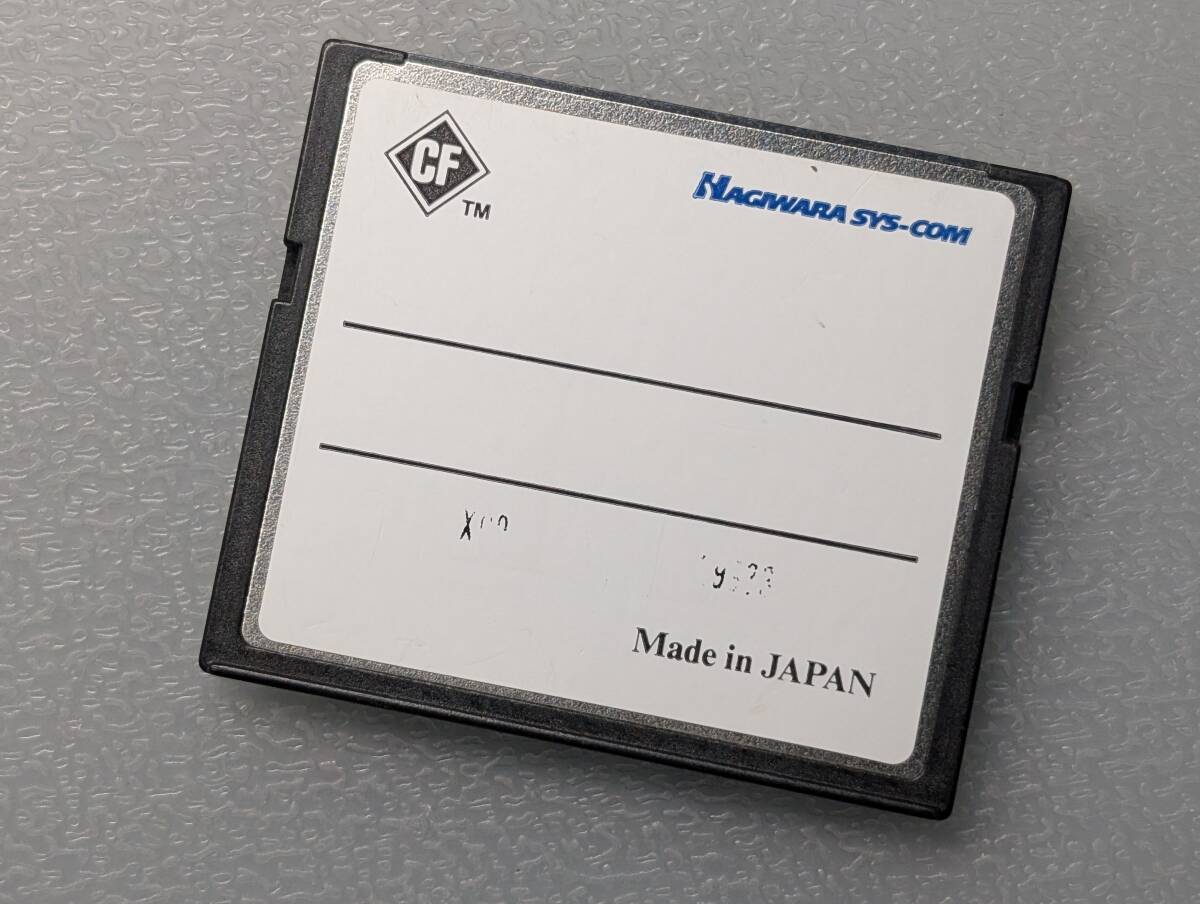 CF
TM
HAGIWARA SYS-COM
Made in JAPAN